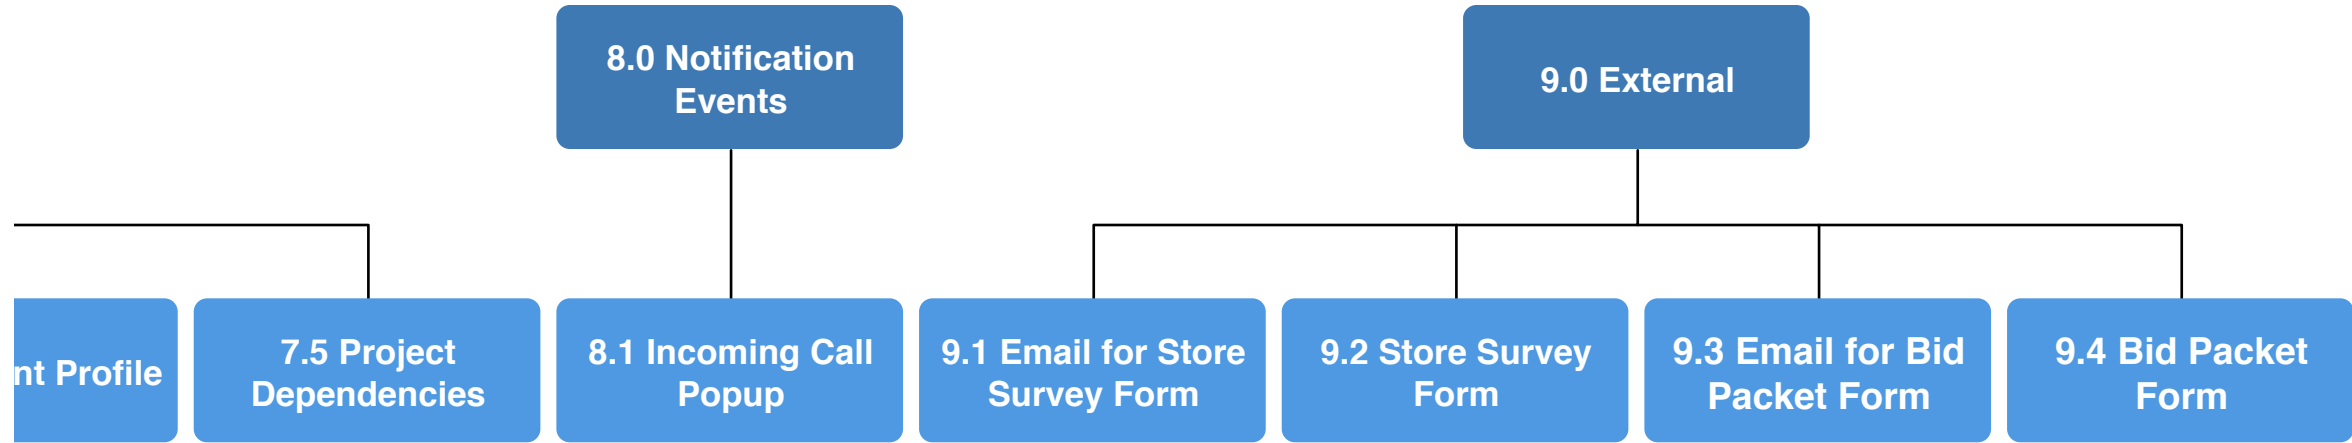 8.0 Notification
Events
9.0 External
nt Profile
7.5 Project
Dependencies
8.1 Incoming Call
Popup
9.1 Email for Store
Survey Form
9.2 Store Survey
Form
9.3 Email for Bid
Packet Form
9.4 Bid Packet
Form